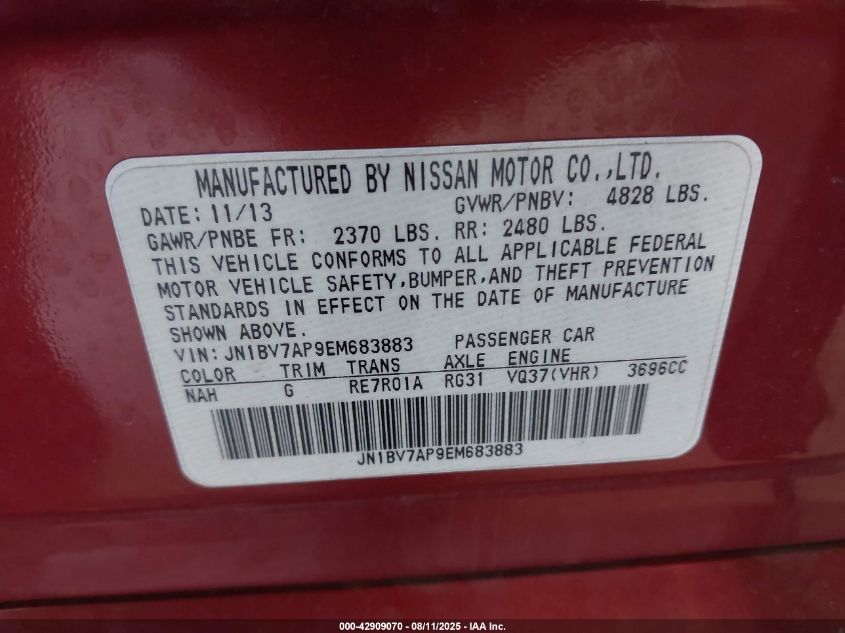 MANUFACTURED BY NISSAN MOTOR CO.,LTD.
DATE: 11/13 GVWR/PNBV: 4828 LBS.
GAWR/PNBE FR: 2370 LBS. RR: 2480 LBS.
THIS VEHICLE CONFORMS TO ALL APPLICABLE FEDERAL
MOTOR VEHICLE SAFETY,BUMPER,AND THEFT PREVENTION
STANDARDS IN EFFECT ON THE DATE OF MANUFACTURE
SHOWN ABOVE.
VIN: JN1BV7AP9EM683883 PASSENGER CAR
COLOR TRIM TRANS AXLE ENGINE
NAH G RE7R01A RG31 VQ37(VHR) 3696CC
JN1BV7AP9EM683883
000-42909070 - 08/11/2025 - IAA Inc.